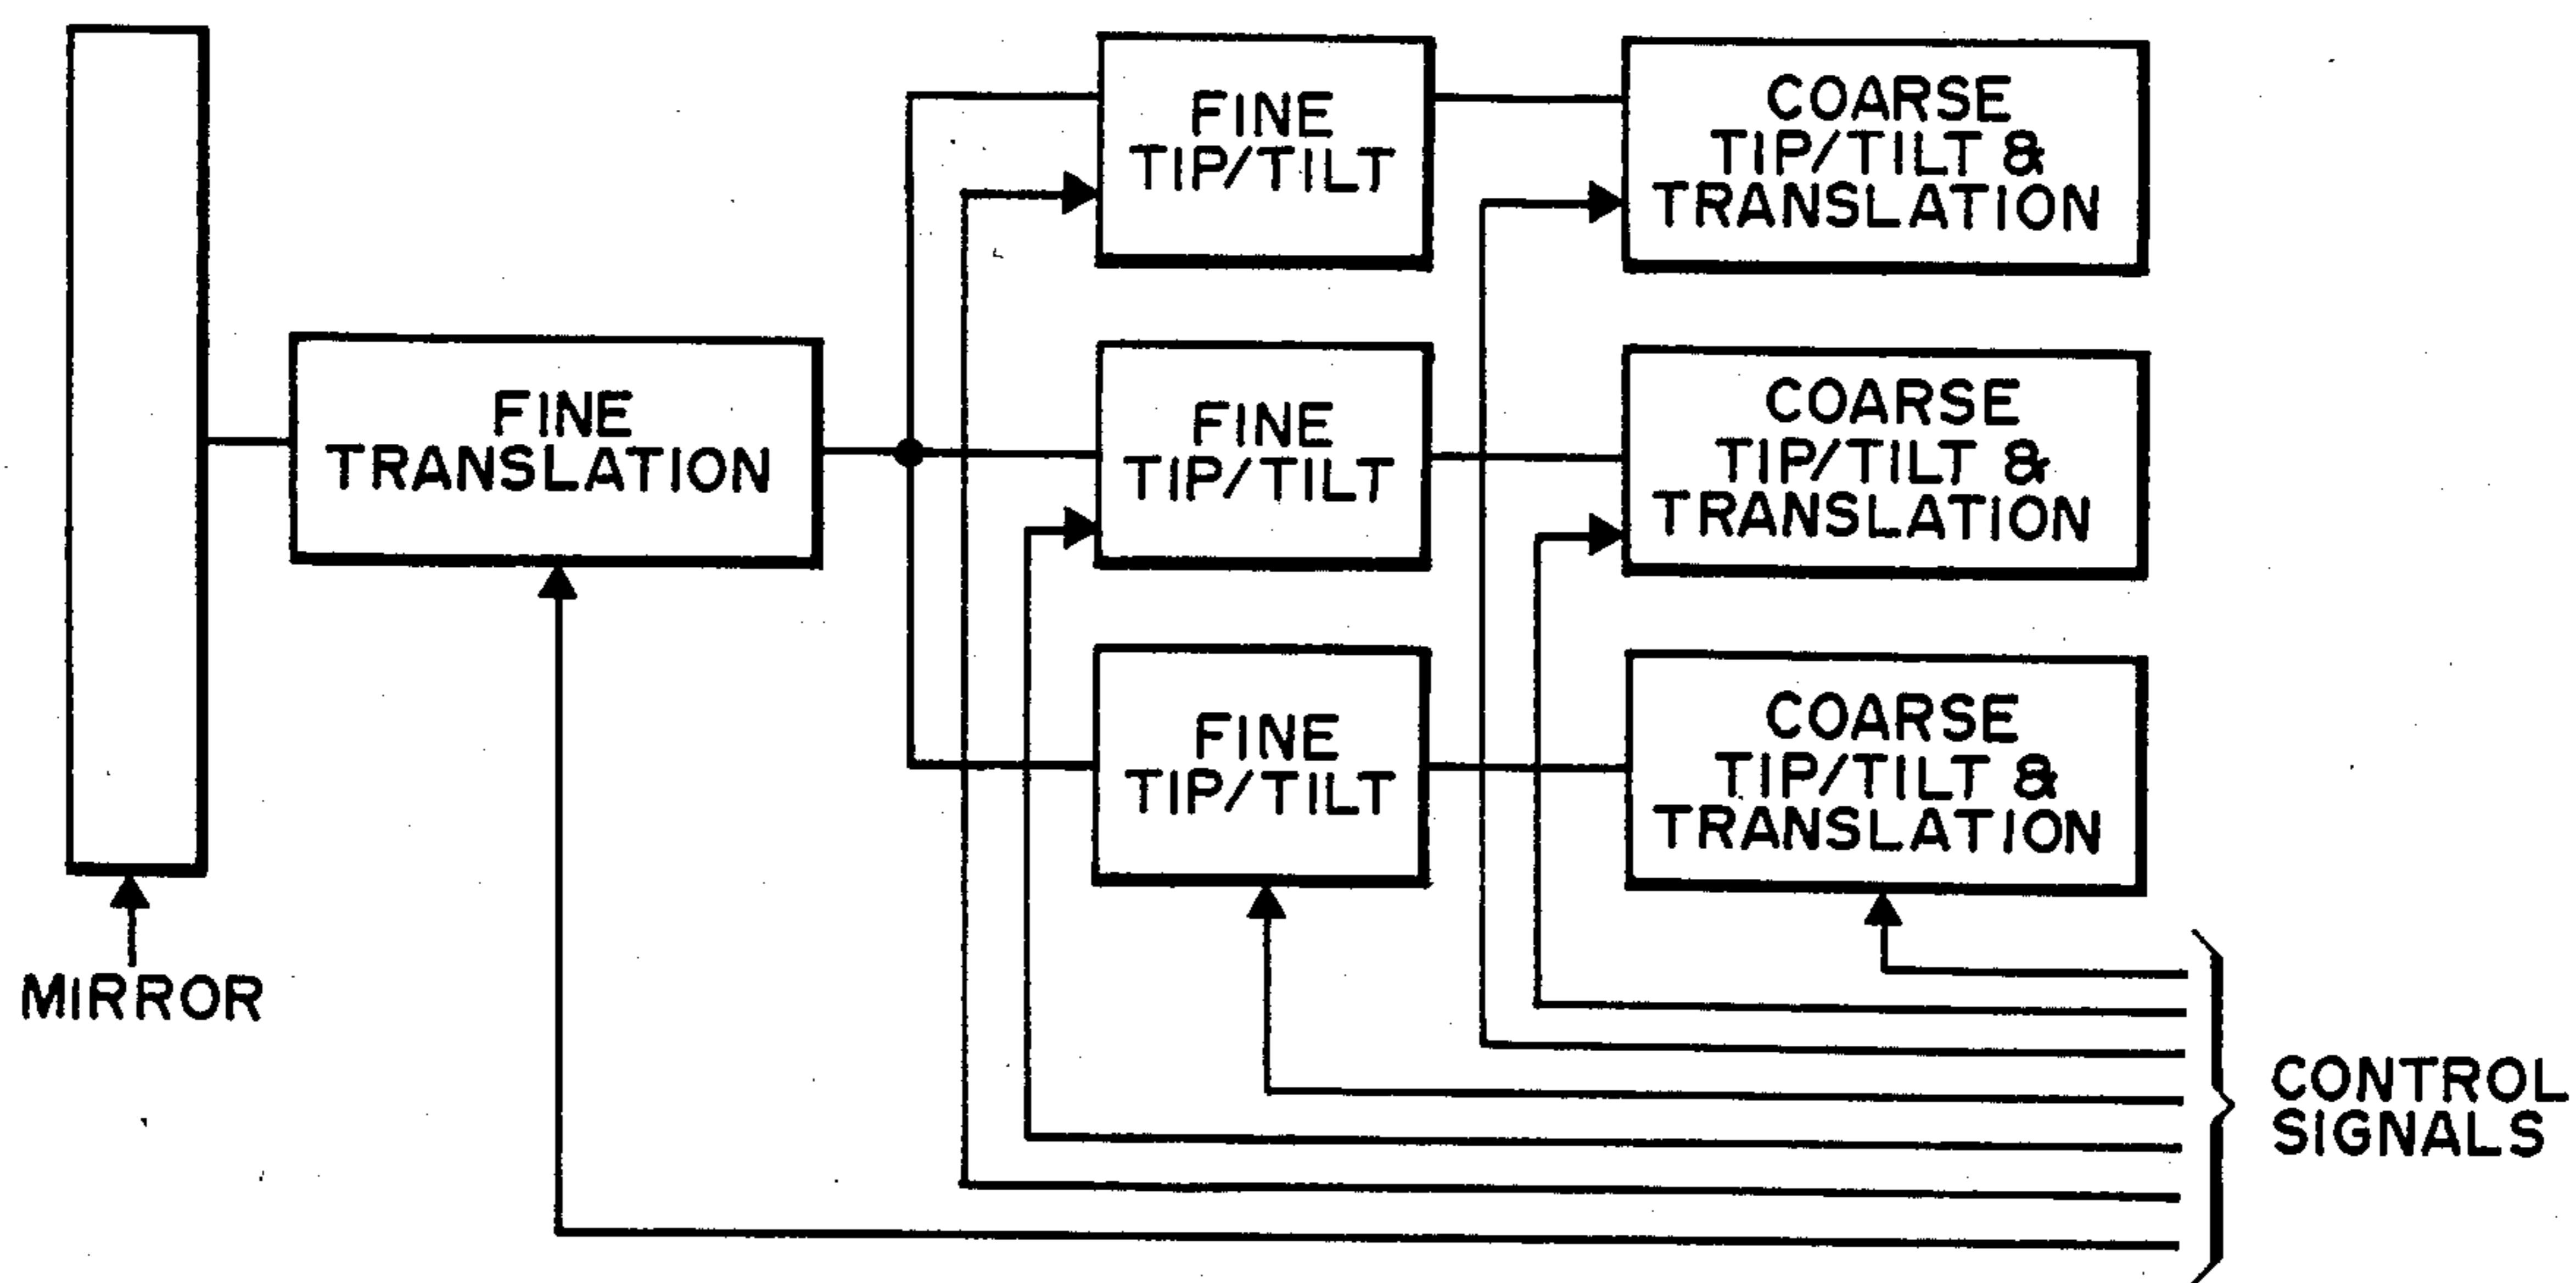 FINE
TIP/TILT
COARSE
TIP/TILT &
TRANSLATION
FINE
TRANSLATION
FINE
TIP/TILT
COARSE
TIP/TILT &
TRANSLATION
FINE
TIP/TILT
COARSE
TIP/TILT &
TRANSLATION
MIRROR
CONTROL
SIGNALS